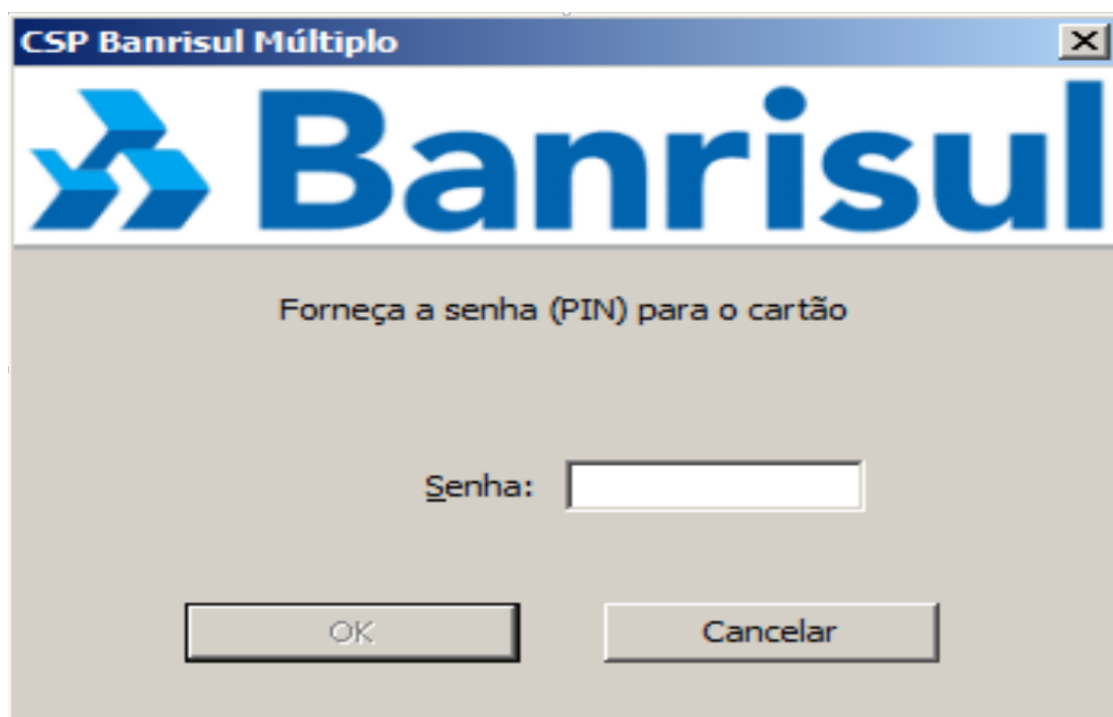 CSP Banrisul Múltiplo
Banrisul
Forneça a senha (PIN) para o cartão
Senha:
OK
Cancelar